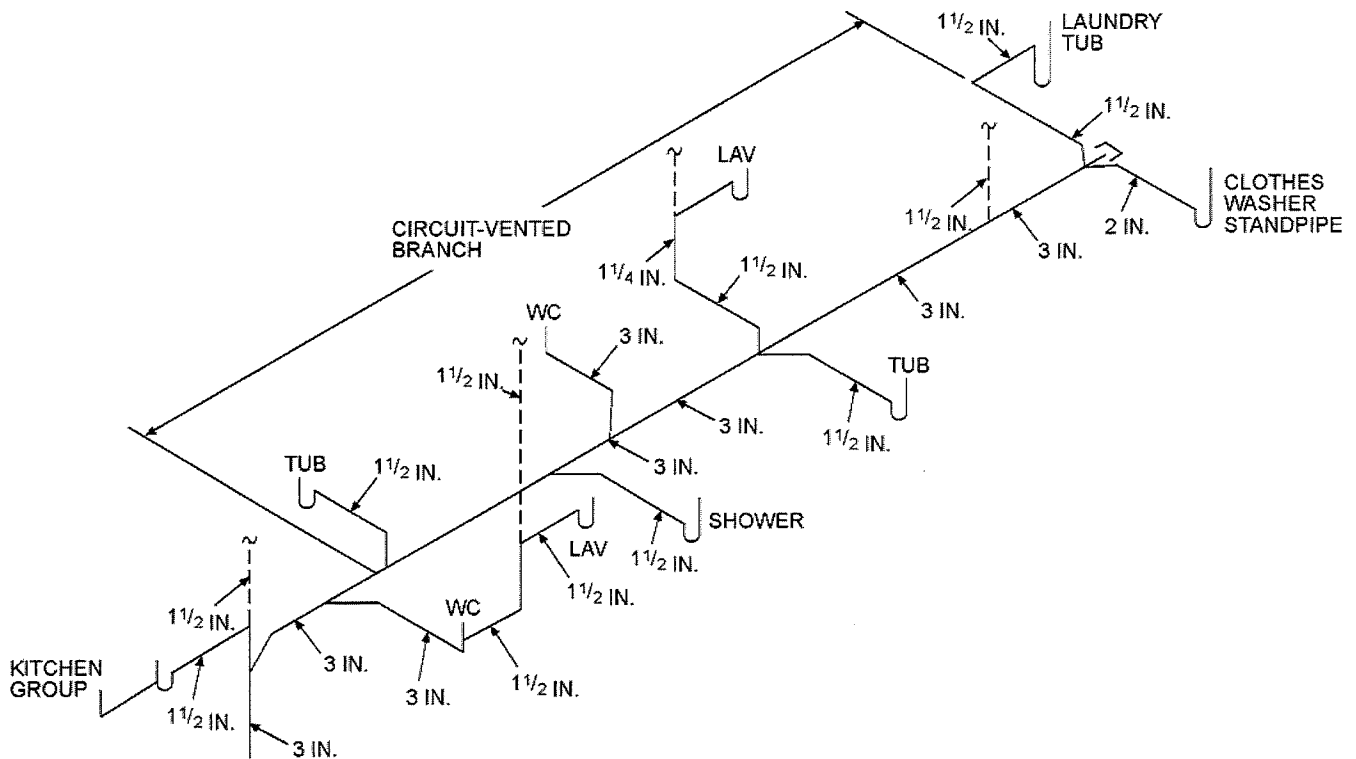 1 1/2 IN.
LAUNDRY
TUB
1 1/2 IN.
LAV
CLOTHES
WASHER
STANDPIPE
CIRCUIT-VENTED
BRANCH
1 1/2 IN.
2 IN.
3 IN.
1 1/4 IN.
1 1/2 IN.
3 IN.
WC
3 IN.
TUB
1 1/2 IN.
3 IN.
1 1/2 IN.
3 IN.
TUB
1 1/2 IN.
SHOWER
1 1/2 IN.
LAV
1 1/2 IN.
1 1/2 IN.
WC
3 IN.
3 IN.
1 1/2 IN.
KITCHEN
GROUP
1 1/2 IN.
3 IN.